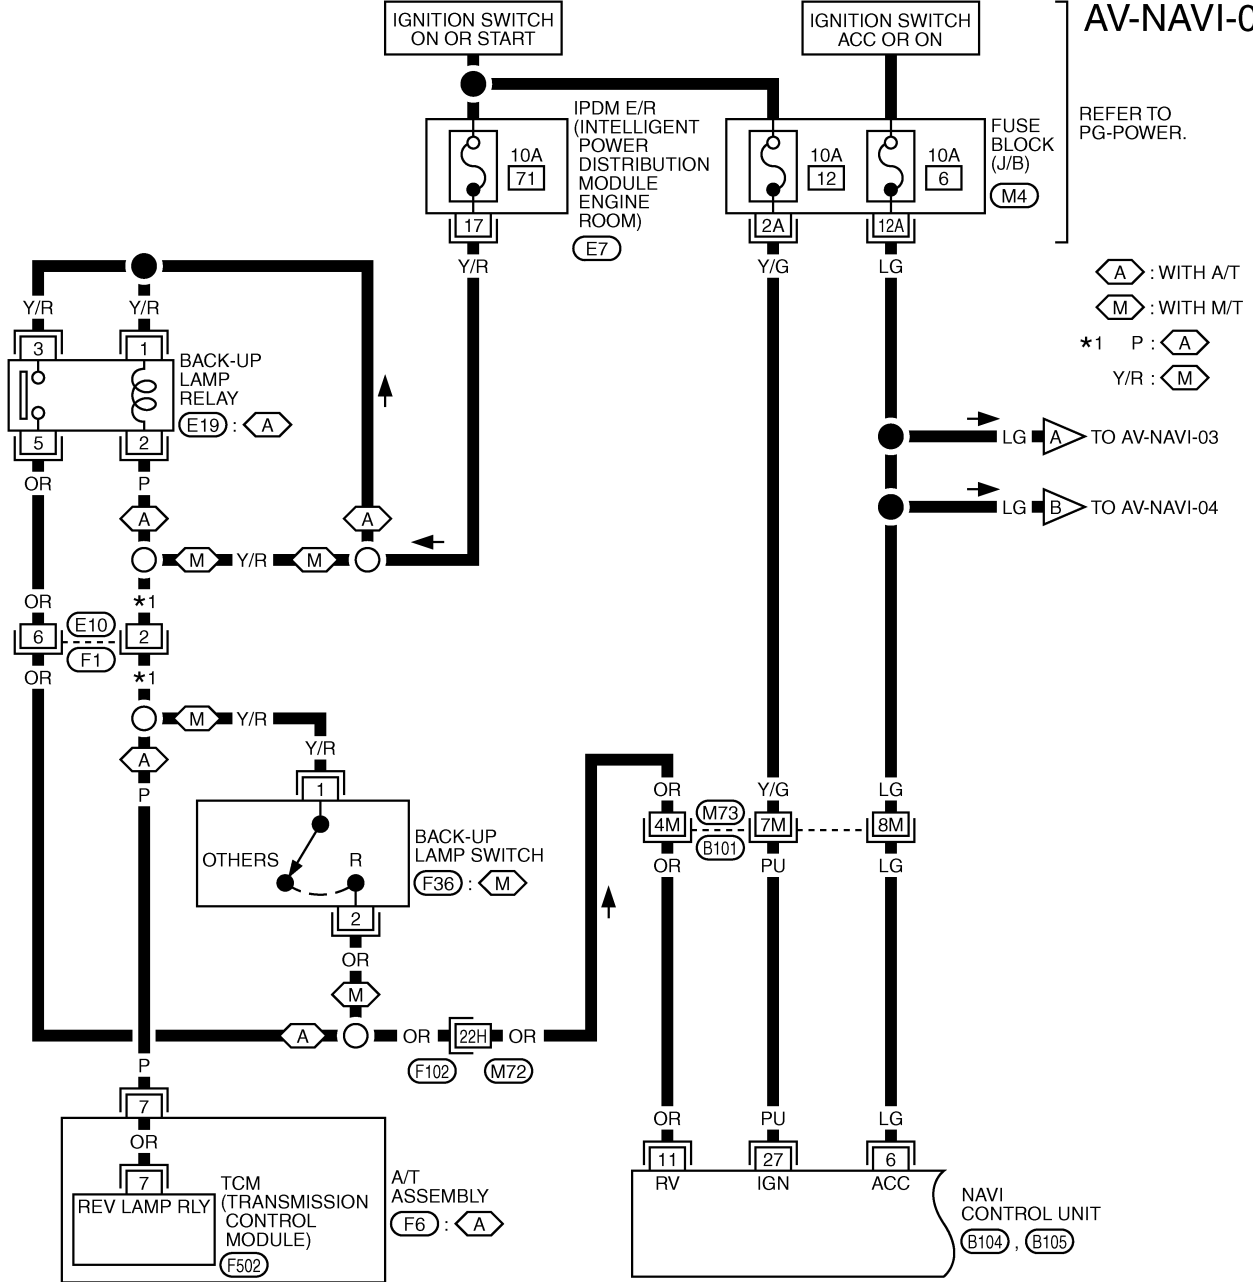 IGNITION SWITCH
ON OR START
IGNITION SWITCH
ACC OR ON
AV-NAVI-0
REFER TO
PG-POWER.
IPDM E/R
(INTELLIGENT
POWER
DISTRIBUTION
MODULE
ENGINE
ROOM)
E7
10A
71
10A
12
10A
6
FUSE
BLOCK
(J/B)
M4
17
2A
12A
Y/R
Y/G
LG
A : WITH A/T
M : WITH M/T
*1 P : A
Y/R : M
Y/R
Y/R
3
1
BACK-UP
LAMP
RELAY
E19 : A
5
2
OR
P
A
A
LG A TO AV-NAVI-03
LG B TO AV-NAVI-04
M Y/R M
OR
*1
E10
6
2
F1
OR
*1
M Y/R
A
P
Y/R
1
BACK-UP
LAMP SWITCH
F36 : M
OTHERS
R
2
OR
M
A
OR
22H
OR
F102
M72
OR
Y/G
LG
M73
4M
7M
8M
B101
OR
PU
LG
P
7
OR
7
REV LAMP RLY
TCM
(TRANSMISSION
CONTROL
MODULE)
F502
A/T
ASSEMBLY
F6 : A
OR
PU
LG
11
27
6
RV
IGN
ACC
NAVI
CONTROL UNIT
B104 , B105